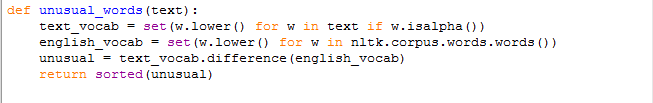 def unusual_words(text):
    text_vocab = set(w.lower() for w in text if w.isalpha())
    english_vocab = set(w.lower() for w in nltk.corpus.words.words())
    unusual = text_vocab.difference(english_vocab)
    return sorted(unusual)